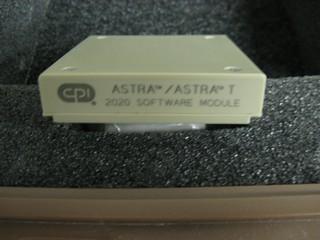 CPI ASTRA™/ASTRA™ T
2020 SOFTWARE MODULE